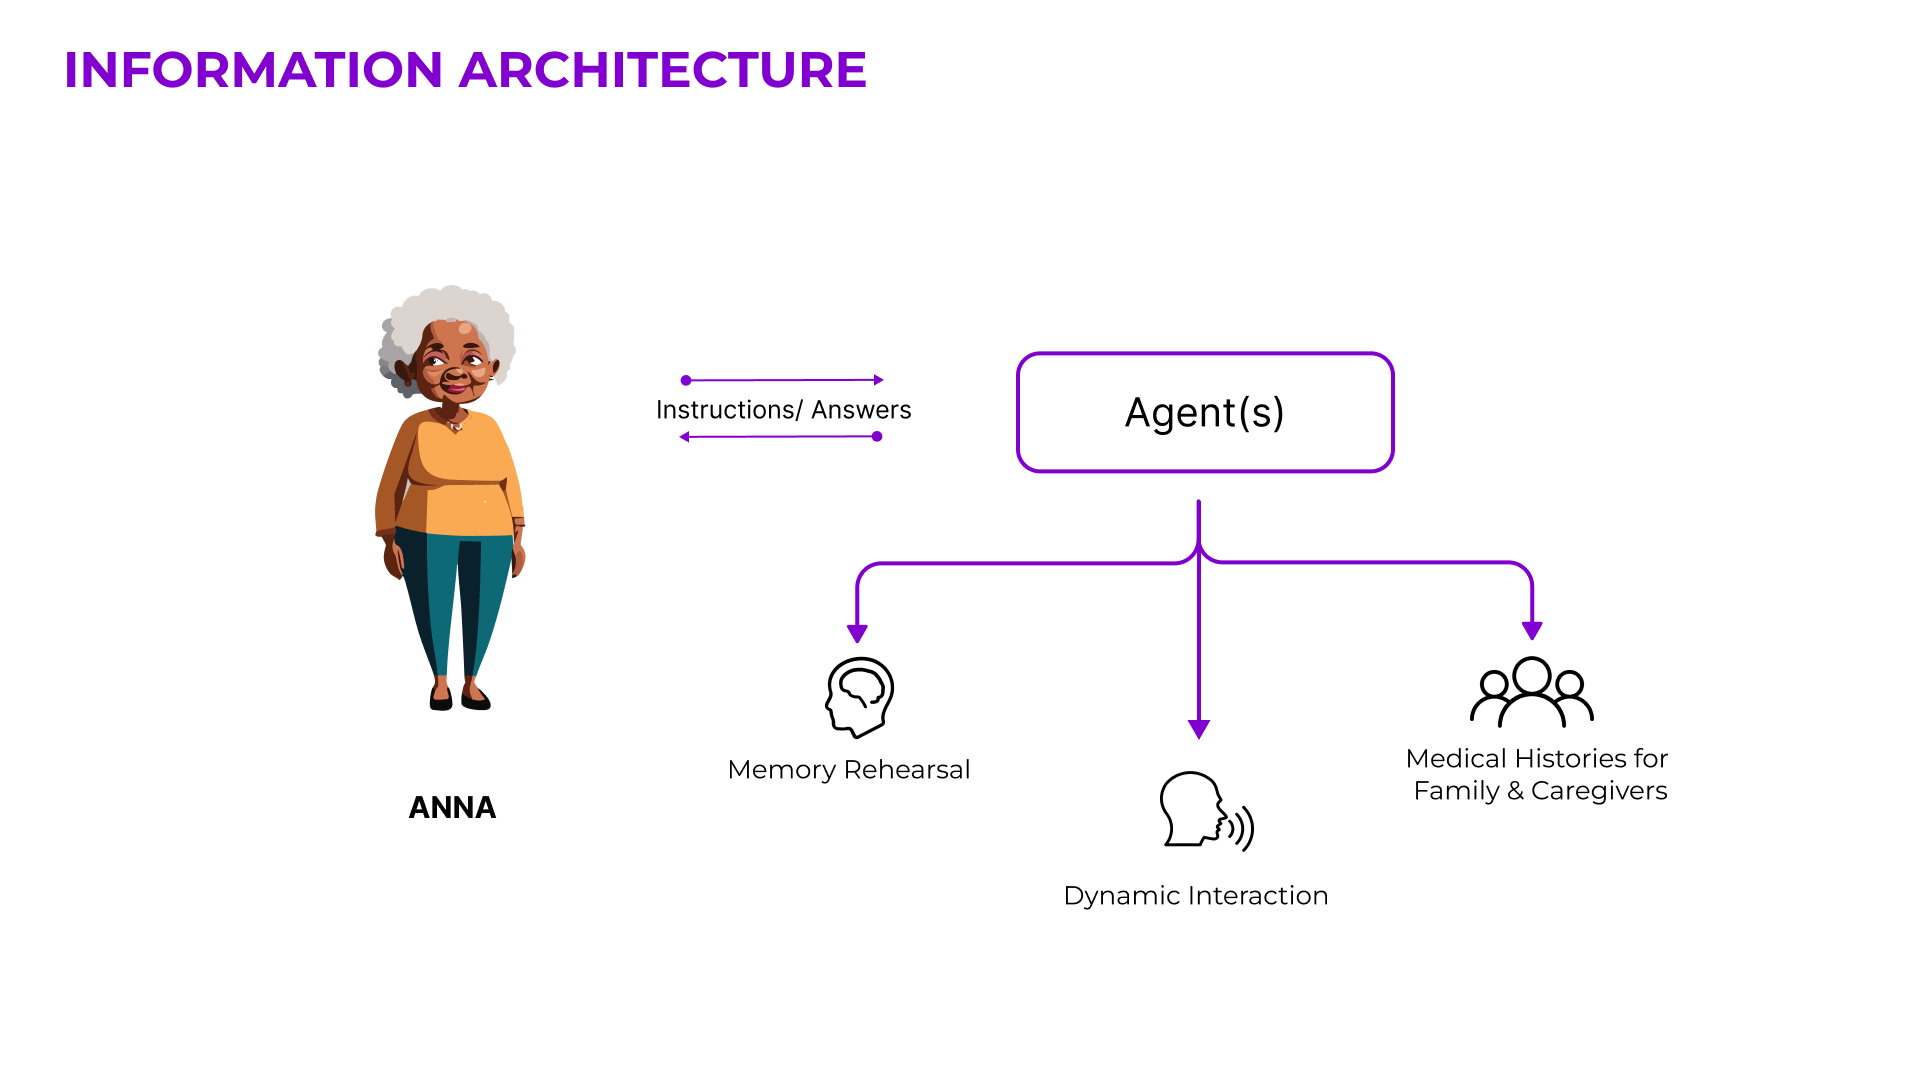 INFORMATION ARCHITECTURE
Instructions/ Answers
Agent(s)
ANNA
Memory Rehearsal
Dynamic Interaction
Medical Histories for
Family & Caregivers